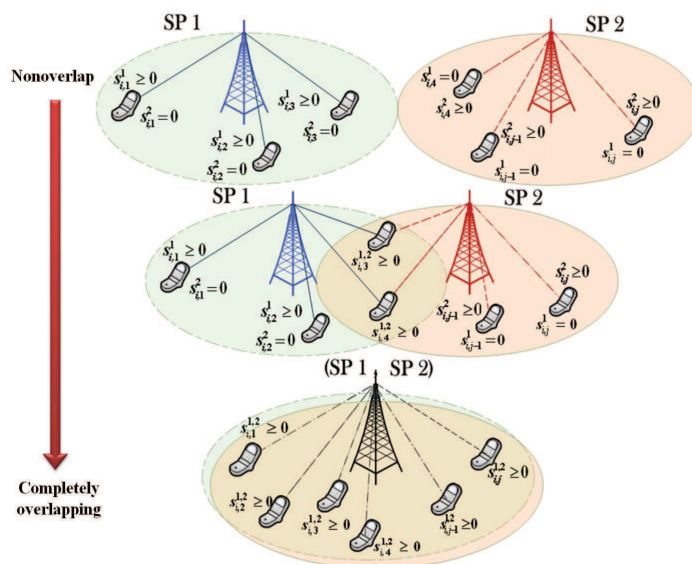 SP 1
SP 2
Nonoverlap
s^1_{i,1} ≥ 0
s^2_{i,1} = 0
s^1_{i,3} ≥ 0
s^2_{i,3} = 0
s^1_{i,2} ≥ 0
s^2_{i,2} = 0
s^1_{i,4} = 0
s^2_{i,4} ≥ 0
s^2_{i,j-1} ≥ 0
s^1_{i,j-1} = 0
s^2_{i,j} ≥ 0
s^1_{i,j} = 0
SP 1
SP 2
s^1_{i,1} ≥ 0
s^2_{i,1} = 0
s^1_{i,2} ≥ 0
s^2_{i,2} = 0
s^{1,2}_{i,3} ≥ 0
s^{1,2}_{i,4} ≥ 0
s^2_{i,j-1} ≥ 0
s^1_{i,j-1} = 0
s^2_{i,j} ≥ 0
s^1_{i,j} = 0
(SP 1 SP 2)
s^{1,2}_{i,1} ≥ 0
s^{1,2}_{i,2} ≥ 0
s^{1,2}_{i,3} ≥ 0
s^{1,2}_{i,4} ≥ 0
s^{1,2}_{i,j-1} ≥ 0
s^{1,2}_{i,j} ≥ 0
Completely
overlapping